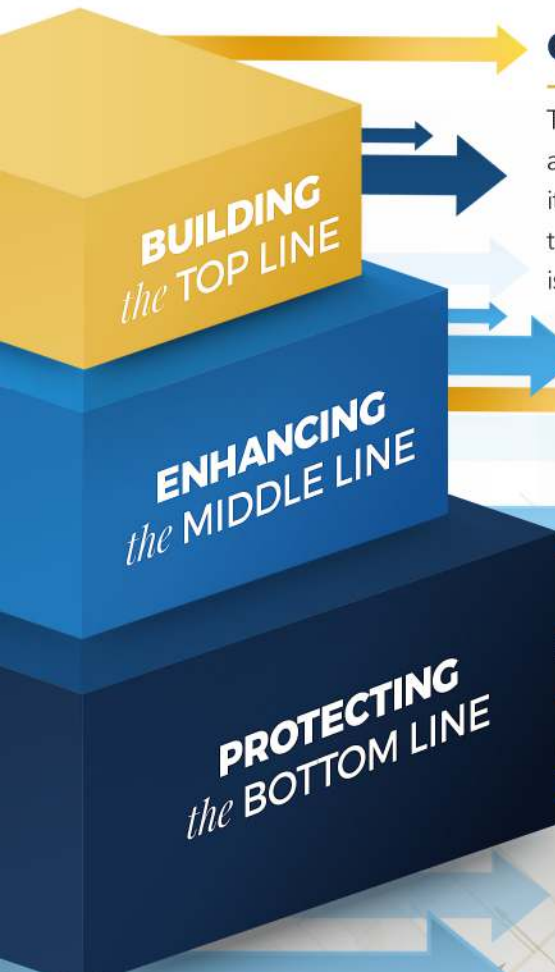 BUILDING
the TOP LINE
ENHANCING
the MIDDLE LINE
PROTECTING
the BOTTOM LINE